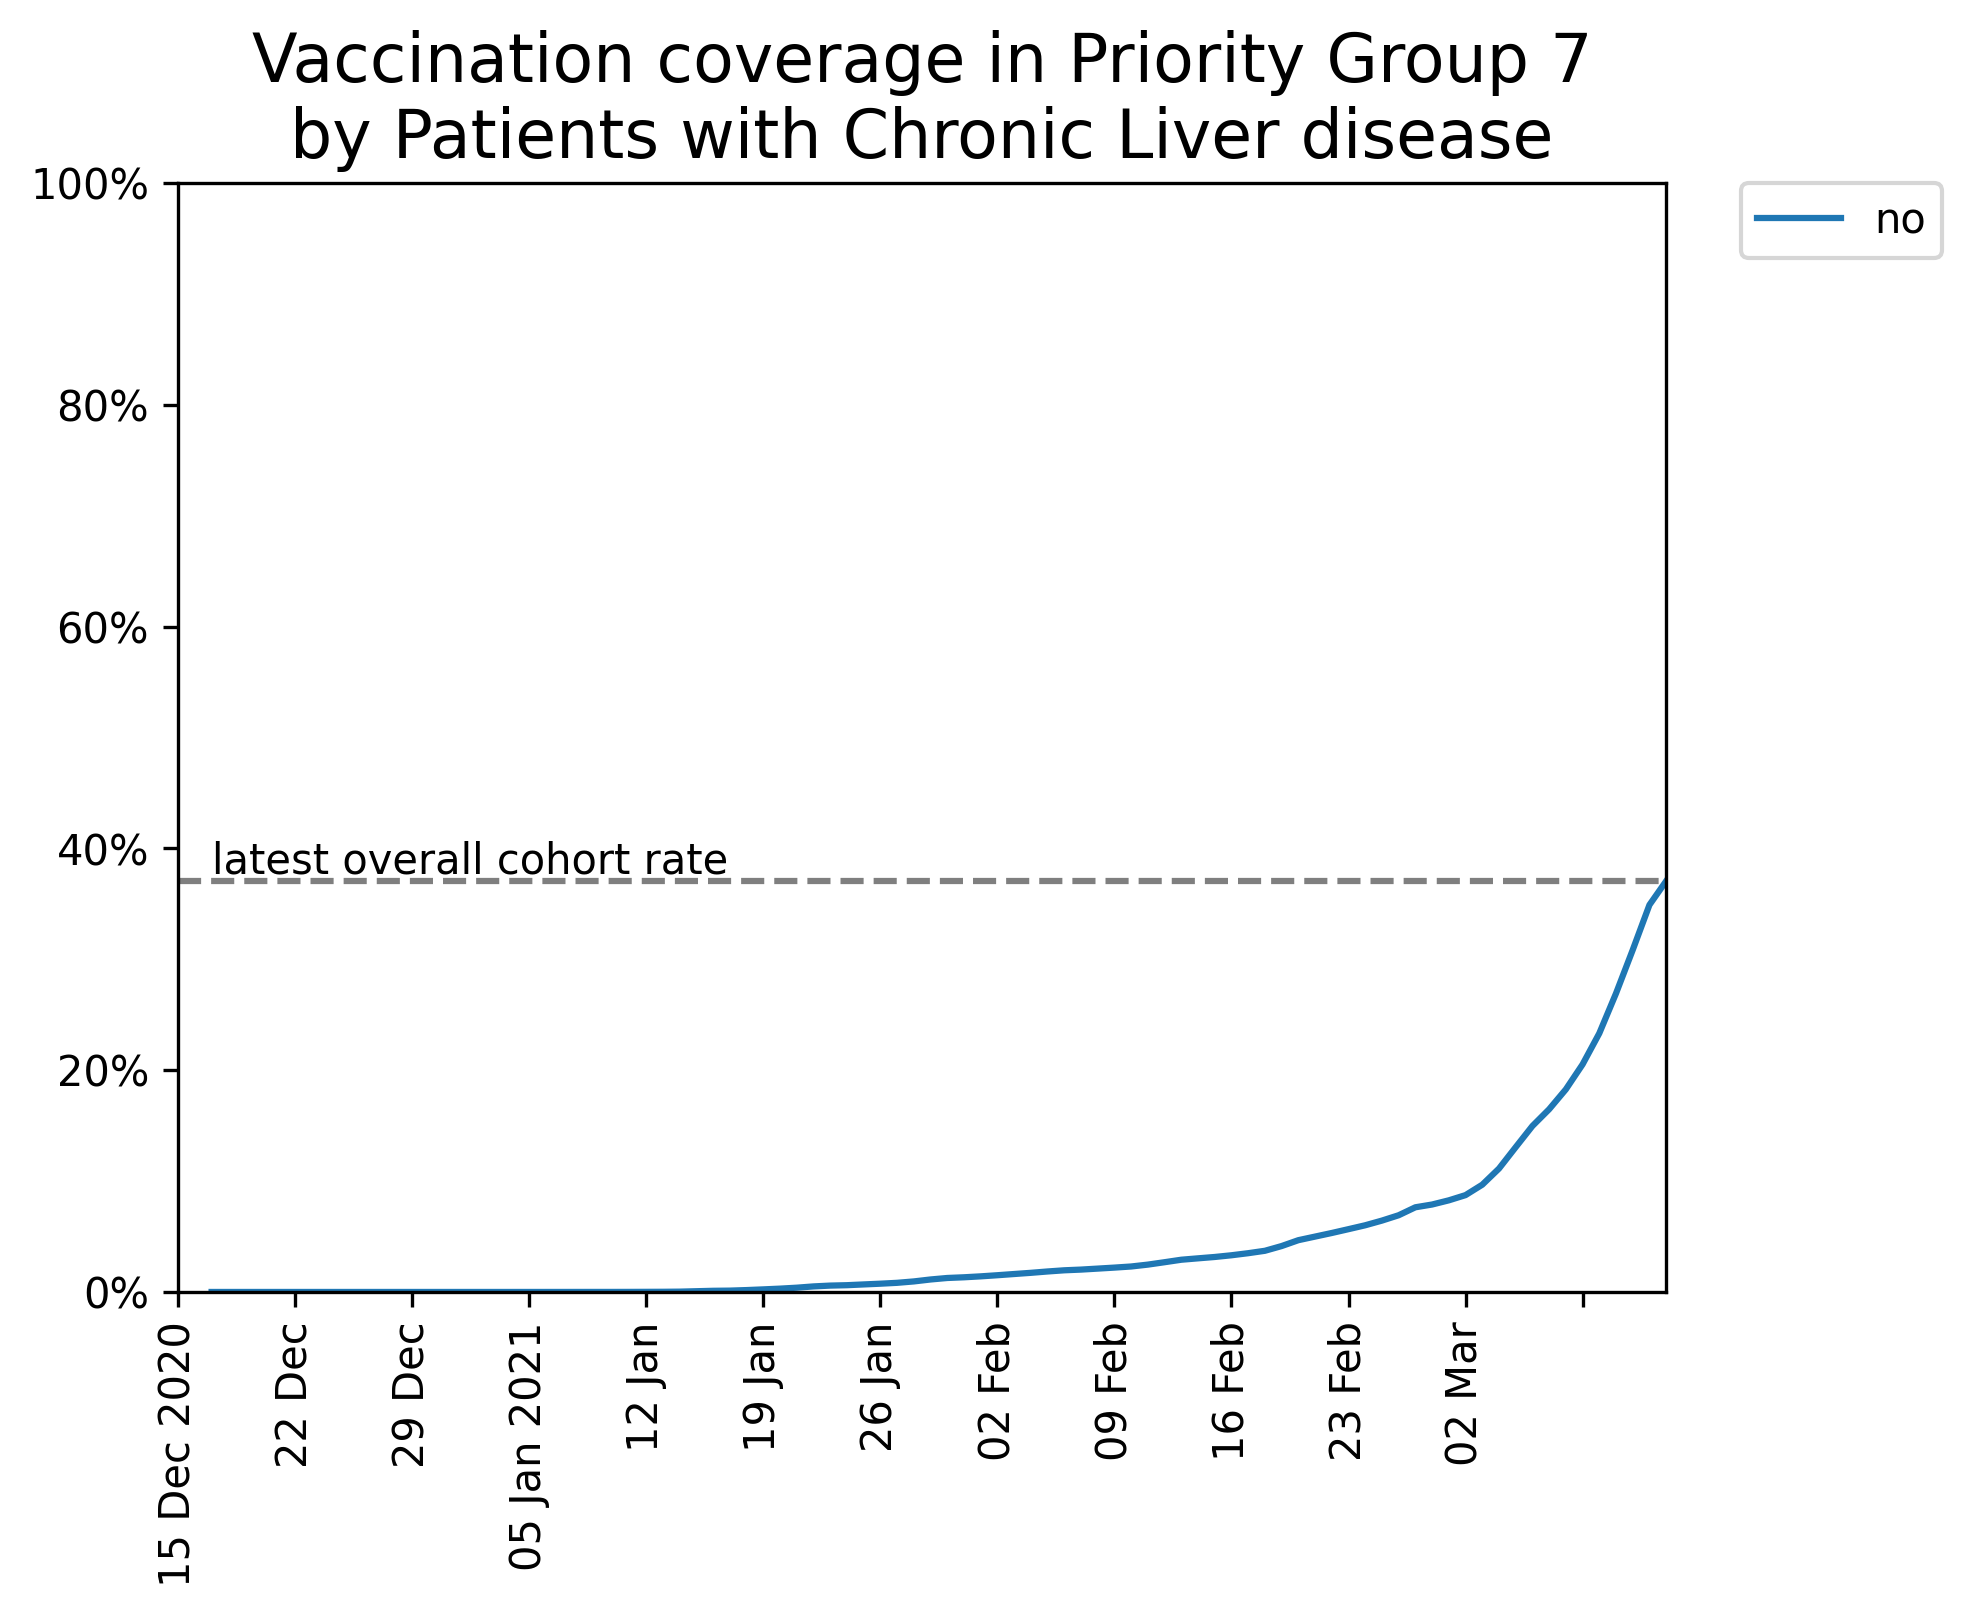 Vaccination coverage in Priority Group 7
by Patients with Chronic Liver disease
100%
80%
60%
40%
20%
0%
latest overall cohort rate
no
15 Dec 2020
22 Dec
29 Dec
05 Jan 2021
12 Jan
19 Jan
26 Jan
02 Feb
09 Feb
16 Feb
23 Feb
02 Mar